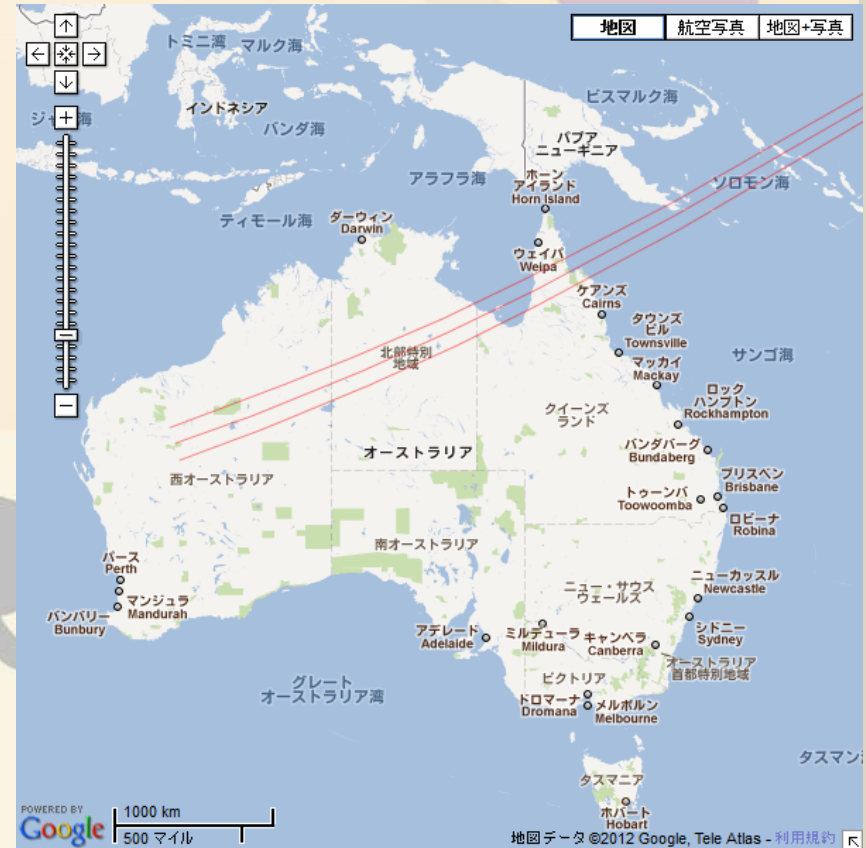 トミニ湾 マルク海
地図 航空写真 地図+写真
インドネシア
バンダ海
ビスマルク海
パプア
ニューギニア
アラフラ海
ホーン
アイランド
Horn Island
ソロモン海
ティモール海
ダーウィン
Darwin
ウェイパ
Weipa
ケアンズ
Cairns
タウンズ
ビル
Townsville
北部特別
地域
マッカイ
Mackay
サンゴ海
ロック
ハンプトン
Rockhampton
クイーンズ
ランド
オーストラリア
バンダバーグ
Bundaberg
西オーストラリア
ブリスベン
Brisbane
トゥーンバ
Toowoomba
ロビーナ
Robina
南オーストラリア
パース
Perth
ニュー・サウス
ウェールズ
ニューカッスル
Newcastle
マンジュラ
Mandurah
バンバリー
Bunbury
アデレード
Adelaide
ミルデューラ
Mildura
キャンベラ
Canberra
シドニー
Sydney
オーストラリア
首都特別地域
グレート
オーストラリア湾
ビクトリア
ドロマーナ
Dromana
メルボルン
Melbourne
タスマン
タスマニア
ホバート
Hobart
POWERED BY
Google
1000 km
500 マイル
地図データ ©2012 Google, Tele Atlas - 利用規約